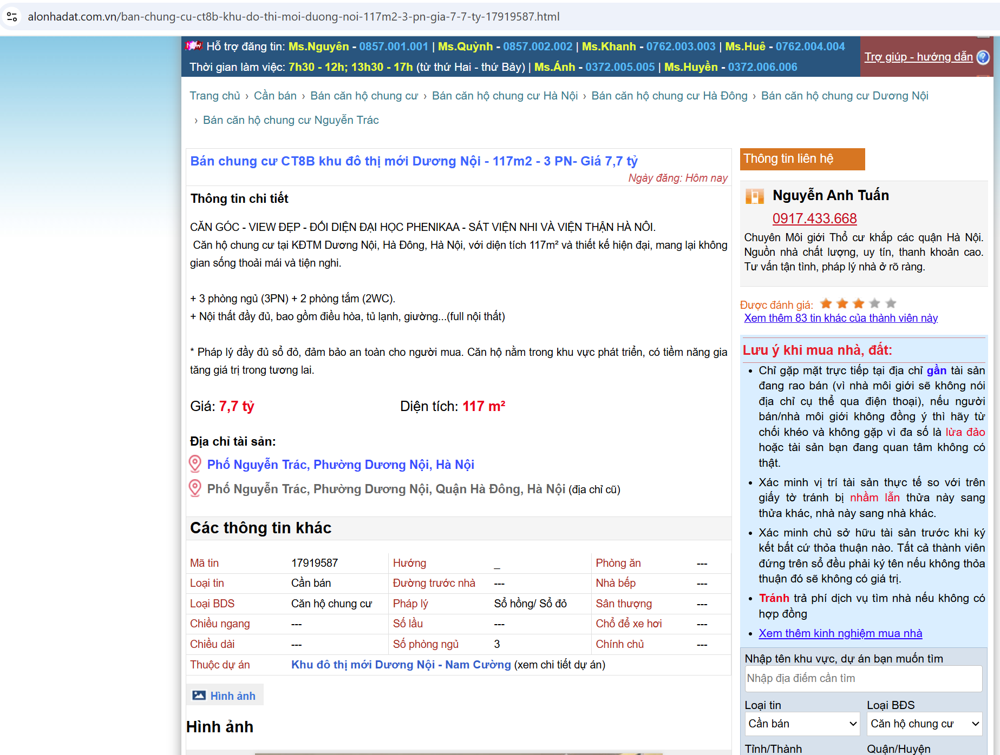 alonhadat.com.vn/ban-chung-cu-ct8b-khu-do-thi-moi-duong-noi-117m2-3-pn-gia-7-7-ty-17919587.html
Hỗ trợ đăng tin: Ms.Nguyên - 0857.001.001 | Ms.Quỳnh - 0857.002.002 | Ms.Khanh - 0762.003.003 | Ms.Huê - 0762.004.004
Thời gian làm việc: 7h30 - 12h; 13h30 - 17h (từ thứ Hai - thứ Bảy) | Ms.Ánh - 0372.005.005 | Ms.Huyền - 0372.006.006
Trợ giúp - hướng dẫn
Trang chủ › Cần bán › Bán căn hộ chung cư › Bán căn hộ chung cư Hà Nội › Bán căn hộ chung cư Hà Đông › Bán căn hộ chung cư Dương Nội
› Bán căn hộ chung cư Nguyễn Trác
Bán chung cư CT8B khu đô thị mới Dương Nội - 117m2 - 3 PN- Giá 7,7 tỷ
Ngày đăng: Hôm nay
Thông tin chi tiết
CĂN GÓC - VIEW ĐẸP - ĐỐI DIỆN ĐẠI HỌC PHENIKAA - SÁT VIỆN NHI VÀ VIỆN THẬN HÀ NÔI.
Căn hộ chung cư tại KĐTM Dương Nội, Hà Đông, Hà Nội, với diện tích 117m² và thiết kế hiện đại, mang lại không
gian sống thoải mái và tiện nghi.
+ 3 phòng ngủ (3PN) + 2 phòng tắm (2WC).
+ Nội thất đầy đủ, bao gồm điều hòa, tủ lạnh, giường...(full nội thất)
* Pháp lý đầy đủ sổ đỏ, đảm bảo an toàn cho người mua. Căn hộ nằm trong khu vực phát triển, có tiềm năng gia
tăng giá trị trong tương lai.
Giá: 7,7 tỷ Diện tích: 117 m²
Địa chỉ tài sản:
Phố Nguyễn Trác, Phường Dương Nội, Hà Nội
Phố Nguyễn Trác, Phường Dương Nội, Quận Hà Đông, Hà Nội (địa chỉ cũ)
Các thông tin khác
Mã tin 17919587 Hướng _ Phòng ăn ---
Loại tin Cần bán Đường trước nhà --- Nhà bếp ---
Loại BDS Căn hộ chung cư Pháp lý Sổ hồng/ Sổ đỏ Sân thượng ---
Chiều ngang --- Số lầu --- Chổ để xe hơi ---
Chiều dài --- Số phòng ngủ 3 Chính chủ ---
Thuộc dự án Khu đô thị mới Dương Nội - Nam Cường (xem chi tiết dự án)
Hình ảnh
Hình ảnh
Thông tin liên hệ
Nguyễn Anh Tuấn
0917.433.668
Chuyên Môi giới Thổ cư khắp các quận Hà Nội.
Nguồn nhà chất lượng, uy tín, thanh khoản cao.
Tư vấn tận tình, pháp lý nhà ở rõ ràng.
Được đánh giá:
Xem thêm 83 tin khác của thành viên này
Lưu ý khi mua nhà, đất:
• Chỉ gặp mặt trực tiếp tại địa chỉ gần tài sản
đang rao bán (vì nhà môi giới sẽ không nói
địa chỉ cụ thể qua điện thoại), nếu người
bán/nhà môi giới không đồng ý thì hãy từ
chối khéo và không gặp vì đa số là lừa đảo
hoặc tài sản bạn đang quan tâm không có
thật.
• Xác minh vị trí tài sản thực tế so với trên
giấy tờ tránh bị nhầm lẫn thửa này sang
thửa khác, nhà này sang nhà khác.
• Xác minh chủ sở hữu tài sản trước khi ký
kết bất cứ thỏa thuận nào. Tất cả thành viên
đứng trên sổ đều phải ký tên nếu không thỏa
thuận đó sẽ không có giá trị.
• Tránh trả phí dịch vụ tìm nhà nếu không có
hợp đồng
• Xem thêm kinh nghiệm mua nhà
Nhập tên khu vực, dự án bạn muốn tìm
Nhập địa điểm cần tìm
Loại tin Loại BĐS
Cần bán Căn hộ chung cư
Tỉnh/Thành Quận/Huyện